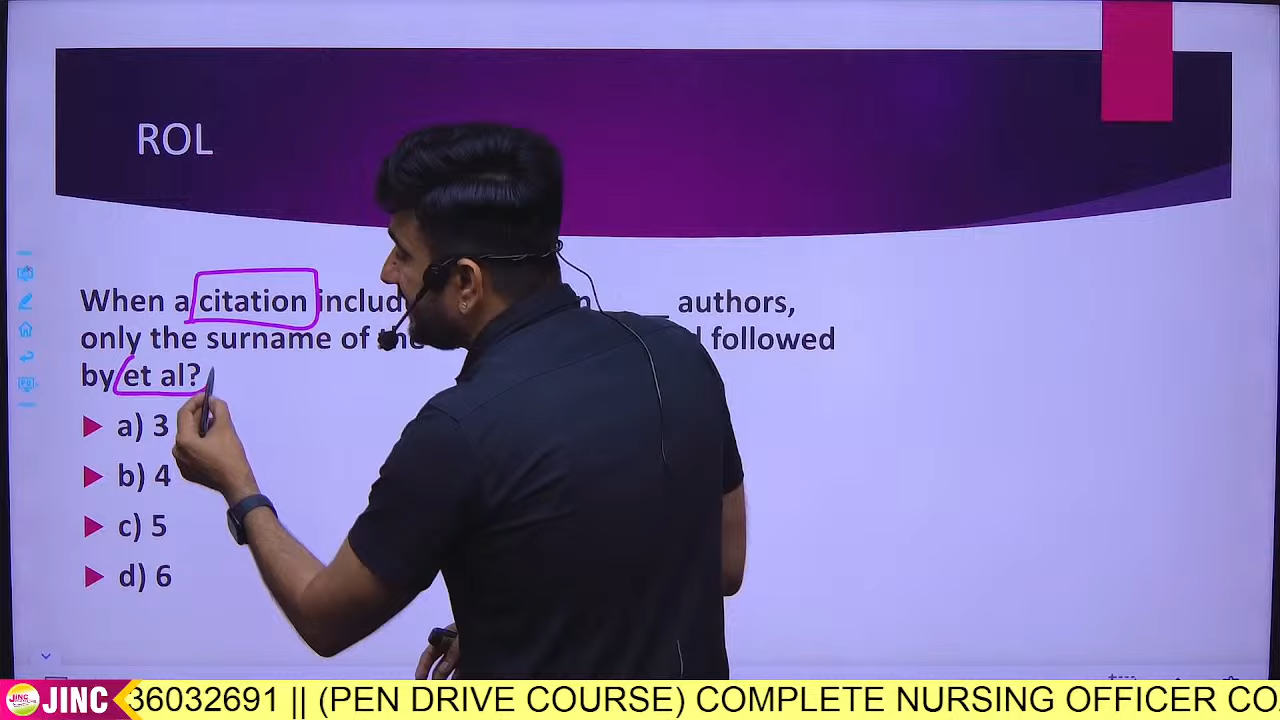 ROL
When a citation includ authors,
only the surname of the followed
by et al?
a) 3
b) 4
c) 5
d) 6
JINC 36032691 || (PEN DRIVE COURSE) COMPLETE NURSING OFFICER CO